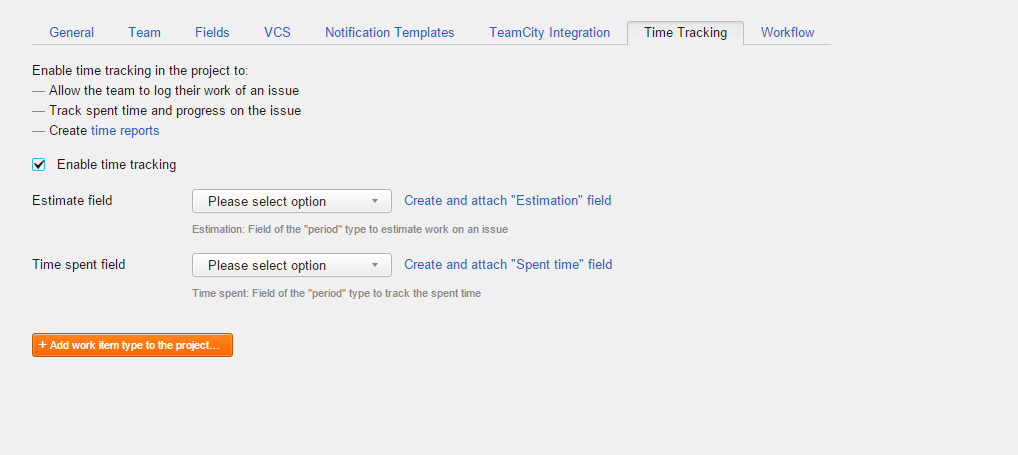 General Team Fields VCS Notification Templates TeamCity Integration Time Tracking Workflow
Enable time tracking in the project to:
— Allow the team to log their work of an issue
— Track spent time and progress on the issue
— Create time reports
Enable time tracking
Estimate field Please select option Create and attach "Estimation" field
Estimation: Field of the "period" type to estimate work on an issue
Time spent field Please select option Create and attach "Spent time" field
Time spent: Field of the "period" type to track the spent time
+ Add work item type to the project...